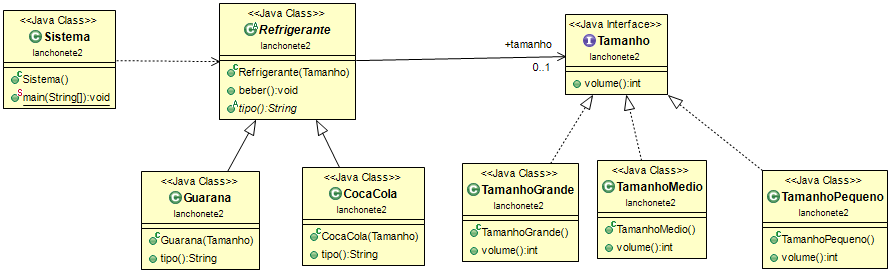 <<Java Class>>
Sistema
lanchonete2
Sistema()
main(String[]):void
<<Java Class>>
Refrigerante
lanchonete2
Refrigerante(Tamanho)
beber():void
tipo():String
+tamanho
0..1
<<Java Interface>>
Tamanho
lanchonete2
volume():int
<<Java Class>>
Guarana
lanchonete2
Guarana(Tamanho)
tipo():String
<<Java Class>>
CocaCola
lanchonete2
CocaCola(Tamanho)
tipo():String
<<Java Class>>
TamanhoGrande
lanchonete2
TamanhoGrande()
volume():int
<<Java Class>>
TamanhoMedio
lanchonete2
TamanhoMedio()
volume():int
<<Java Class>>
TamanhoPequeno
lanchonete2
TamanhoPequeno()
volume():int